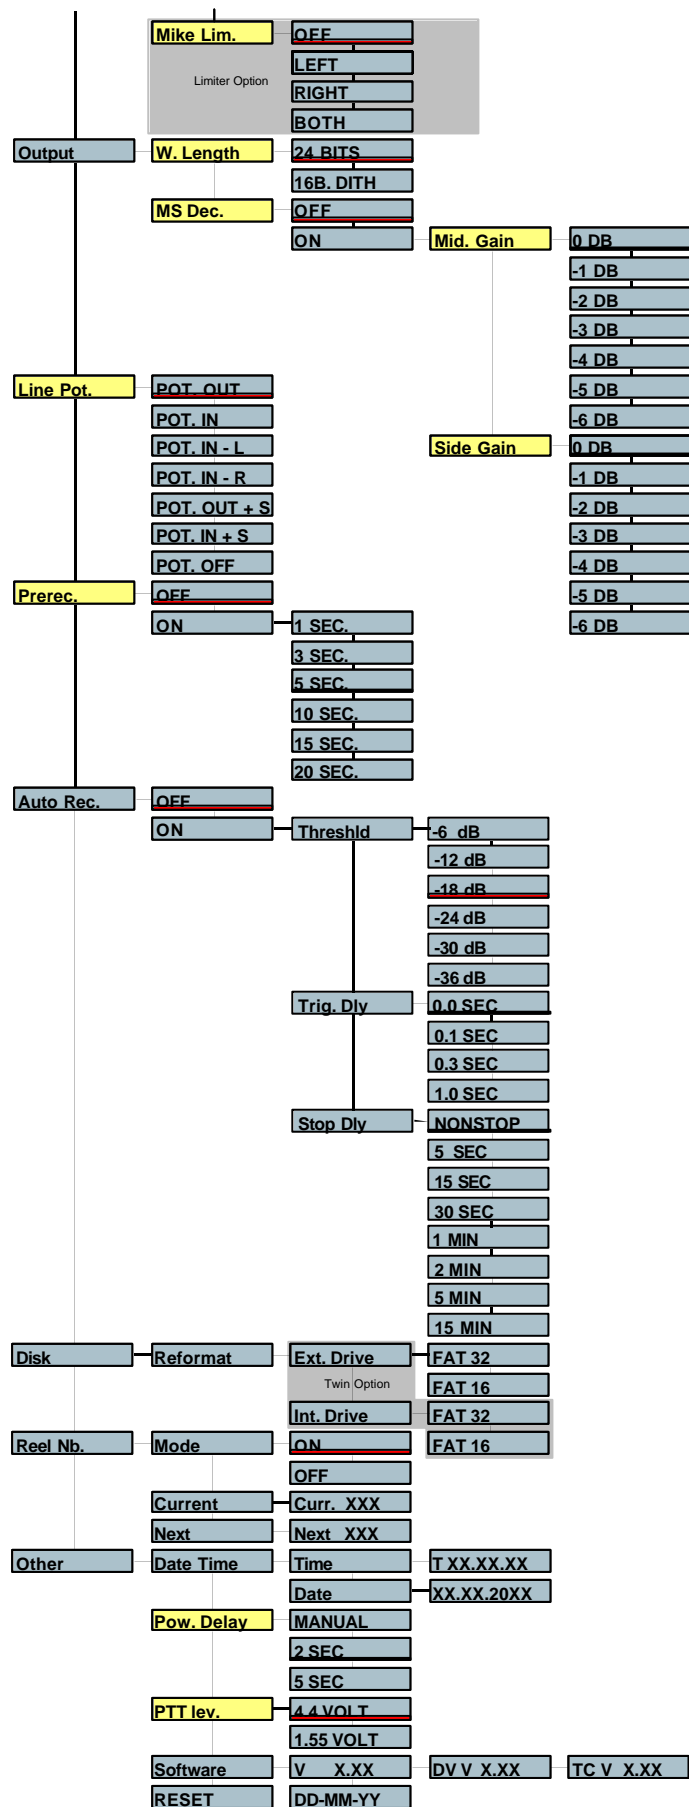 Mike Lim. OFF
LEFT
Limiter Option
RIGHT
BOTH
Output W. Length 24 BITS
16B. DITH
MS Dec. OFF
ON Mid. Gain 0 DB
-1 DB
-2 DB
-3 DB
-4 DB
Line Pot. POT. OUT -5 DB
POT. IN -6 DB
POT. IN - L Side Gain 0 DB
POT. IN - R -1 DB
POT. OUT + S -2 DB
POT. IN + S -3 DB
POT. OFF -4 DB
Prerec. OFF -5 DB
ON 1 SEC. -6 DB
3 SEC.
5 SEC.
10 SEC.
15 SEC.
20 SEC.
Auto Rec. OFF
ON Threshld -6 dB
-12 dB
-18 dB
-24 dB
-30 dB
-36 dB
Trig. Dly 0.0 SEC
0.1 SEC
0.3 SEC
1.0 SEC
Stop Dly NONSTOP
5 SEC
15 SEC
30 SEC
1 MIN
2 MIN
5 MIN
15 MIN
Disk Reformat Ext. Drive FAT 32
Twin Option FAT 16
Int. Drive FAT 32
Reel Nb. Mode ON FAT 16
OFF
Current Curr. XXX
Next Next XXX
Other Date Time Time T XX.XX.XX
Date XX.XX.20XX
Pow. Delay MANUAL
2 SEC
5 SEC
PTT lev. 4.4 VOLT
1.55 VOLT
Software V X.XX DV V X.XX TC V X.XX
RESET DD-MM-YY